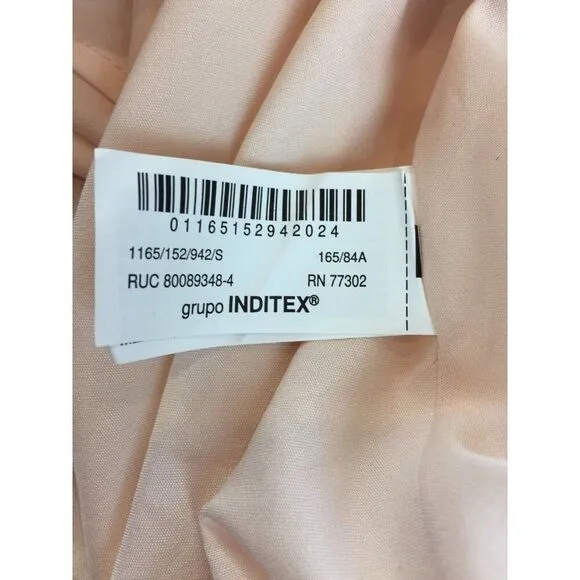 01165152942024
1165/152/942/S 165/84A
RUC 80089348-4 RN 77302
grupo INDITEX®